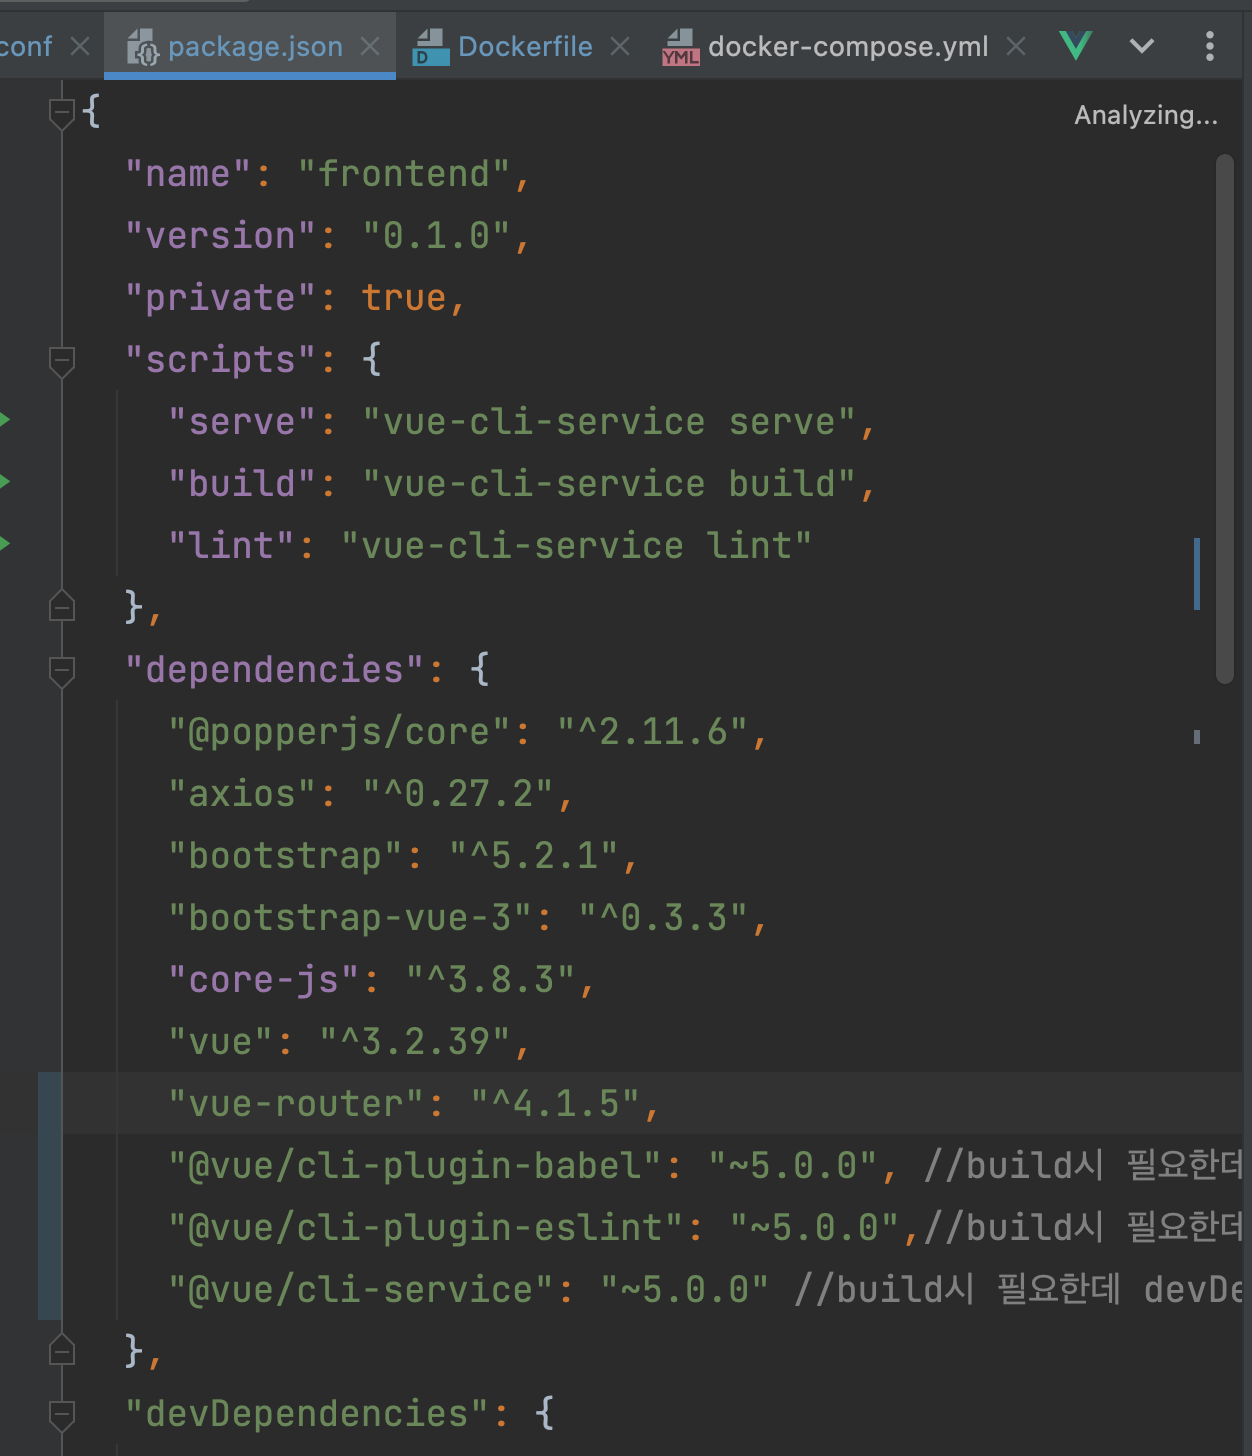 conf package.json Dockerfile docker-compose.yml
{
Analyzing...
"name": "frontend",
"version": "0.1.0",
"private": true,
"scripts": {
"serve": "vue-cli-service serve",
"build": "vue-cli-service build",
"lint": "vue-cli-service lint"
},
"dependencies": {
"@popperjs/core": "^2.11.6",
"axios": "^0.27.2",
"bootstrap": "^5.2.1",
"bootstrap-vue-3": "^0.3.3",
"core-js": "^3.8.3",
"vue": "^3.2.39",
"vue-router": "^4.1.5",
"@vue/cli-plugin-babel": "~5.0.0", //build시 필요한데
"@vue/cli-plugin-eslint": "~5.0.0",//build시 필요한데
"@vue/cli-service": "~5.0.0" //build시 필요한데 devDe
},
"devDependencies": {